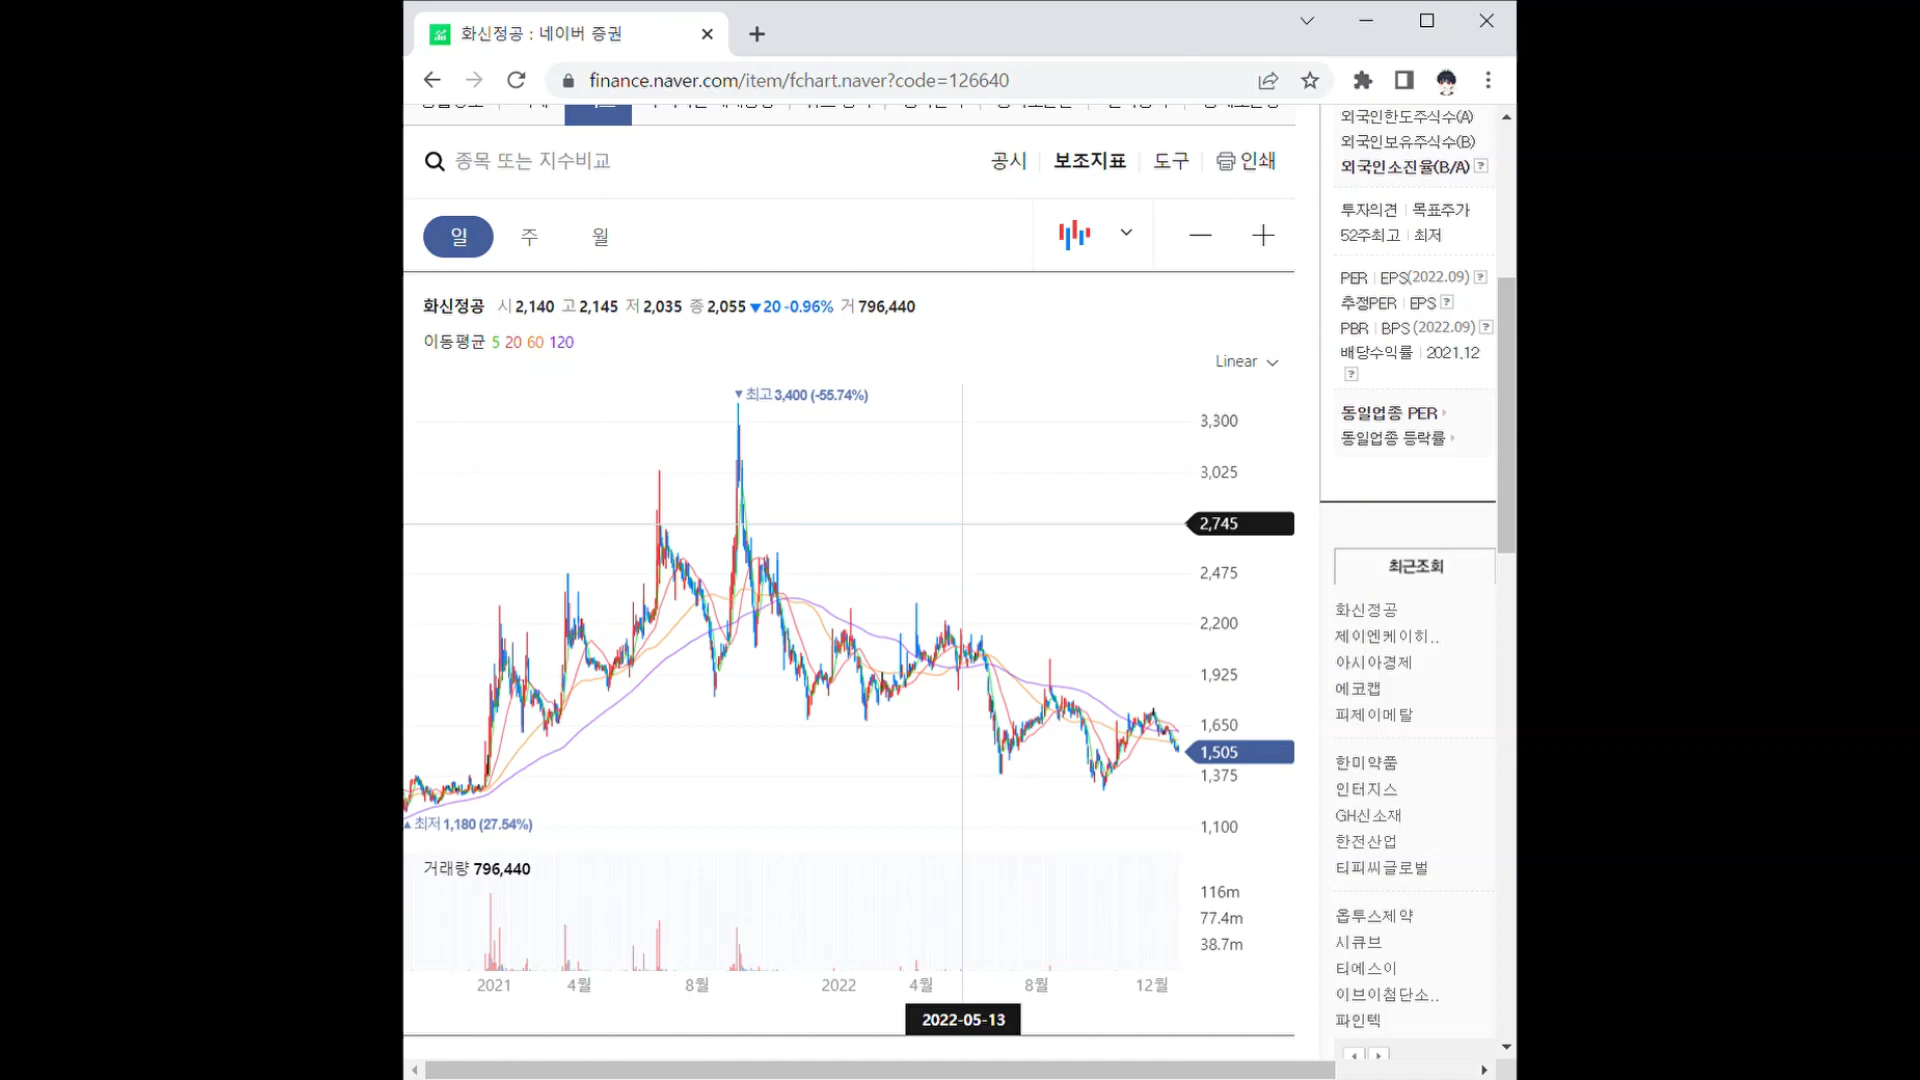 화신정공 : 네이버 증권
finance.naver.com/item/fchart.naver?code=126640
종목 또는 지수비교
공시 보조지표 도구 인쇄
일 주 월
화신정공 시 2,140 고 2,145 저 2,035 종 2,055 ▼20 -0.96% 거 796,440
이동평균 5 20 60 120
Linear
▼최고 3,400 (-55.74%)
3,300
3,025
2,745
2,475
2,200
1,925
1,650
1,505
1,375
1,100
▲최저 1,180 (27.54%)
거래량 796,440
116m
77.4m
38.7m
2021 4월 8월 2022 4월 8월 12월
2022-05-13
외국인한도주식수(A)
외국인보유주식수(B)
외국인소진율(B/A) ?
투자의견 | 목표주가
52주최고 | 최저
PER | EPS(2022.09) ?
추정PER | EPS ?
PBR | BPS (2022.09) ?
배당수익률 | 2021.12
?
동일업종 PER
동일업종 등락률
최근조회
화신정공
제이엔케이히..
아시아경제
에코캡
피제이메탈
한미약품
인터지스
GH신소재
한전산업
티피씨글로벌
옵투스제약
시큐브
티에스이
이브이첨단소..
파인텍